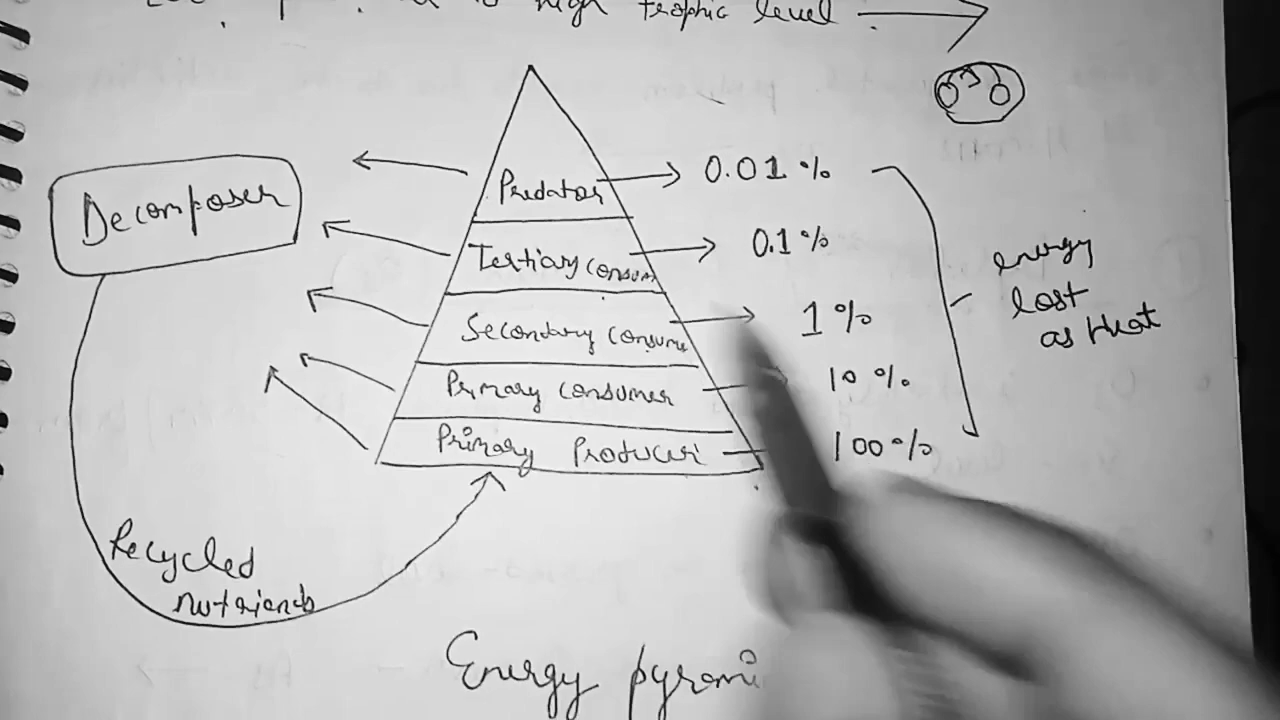 high trophic level
Decomposer
Predator
0.01 %
Tertiary Consum
0.1 %
Secondary Consume
1 %
Primary Consumer
10 %
Primary Producer
100 %
energy
lost
as Heat
Recycled
nutrients
Energy pyrami